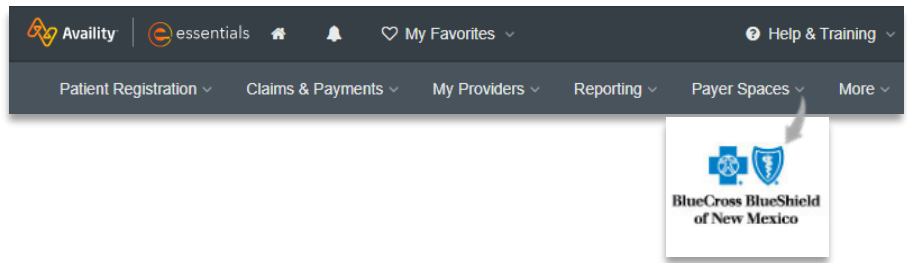 Availity essentials My Favorites Help & Training
Patient Registration Claims & Payments My Providers Reporting Payer Spaces More
BlueCross BlueShield
of New Mexico